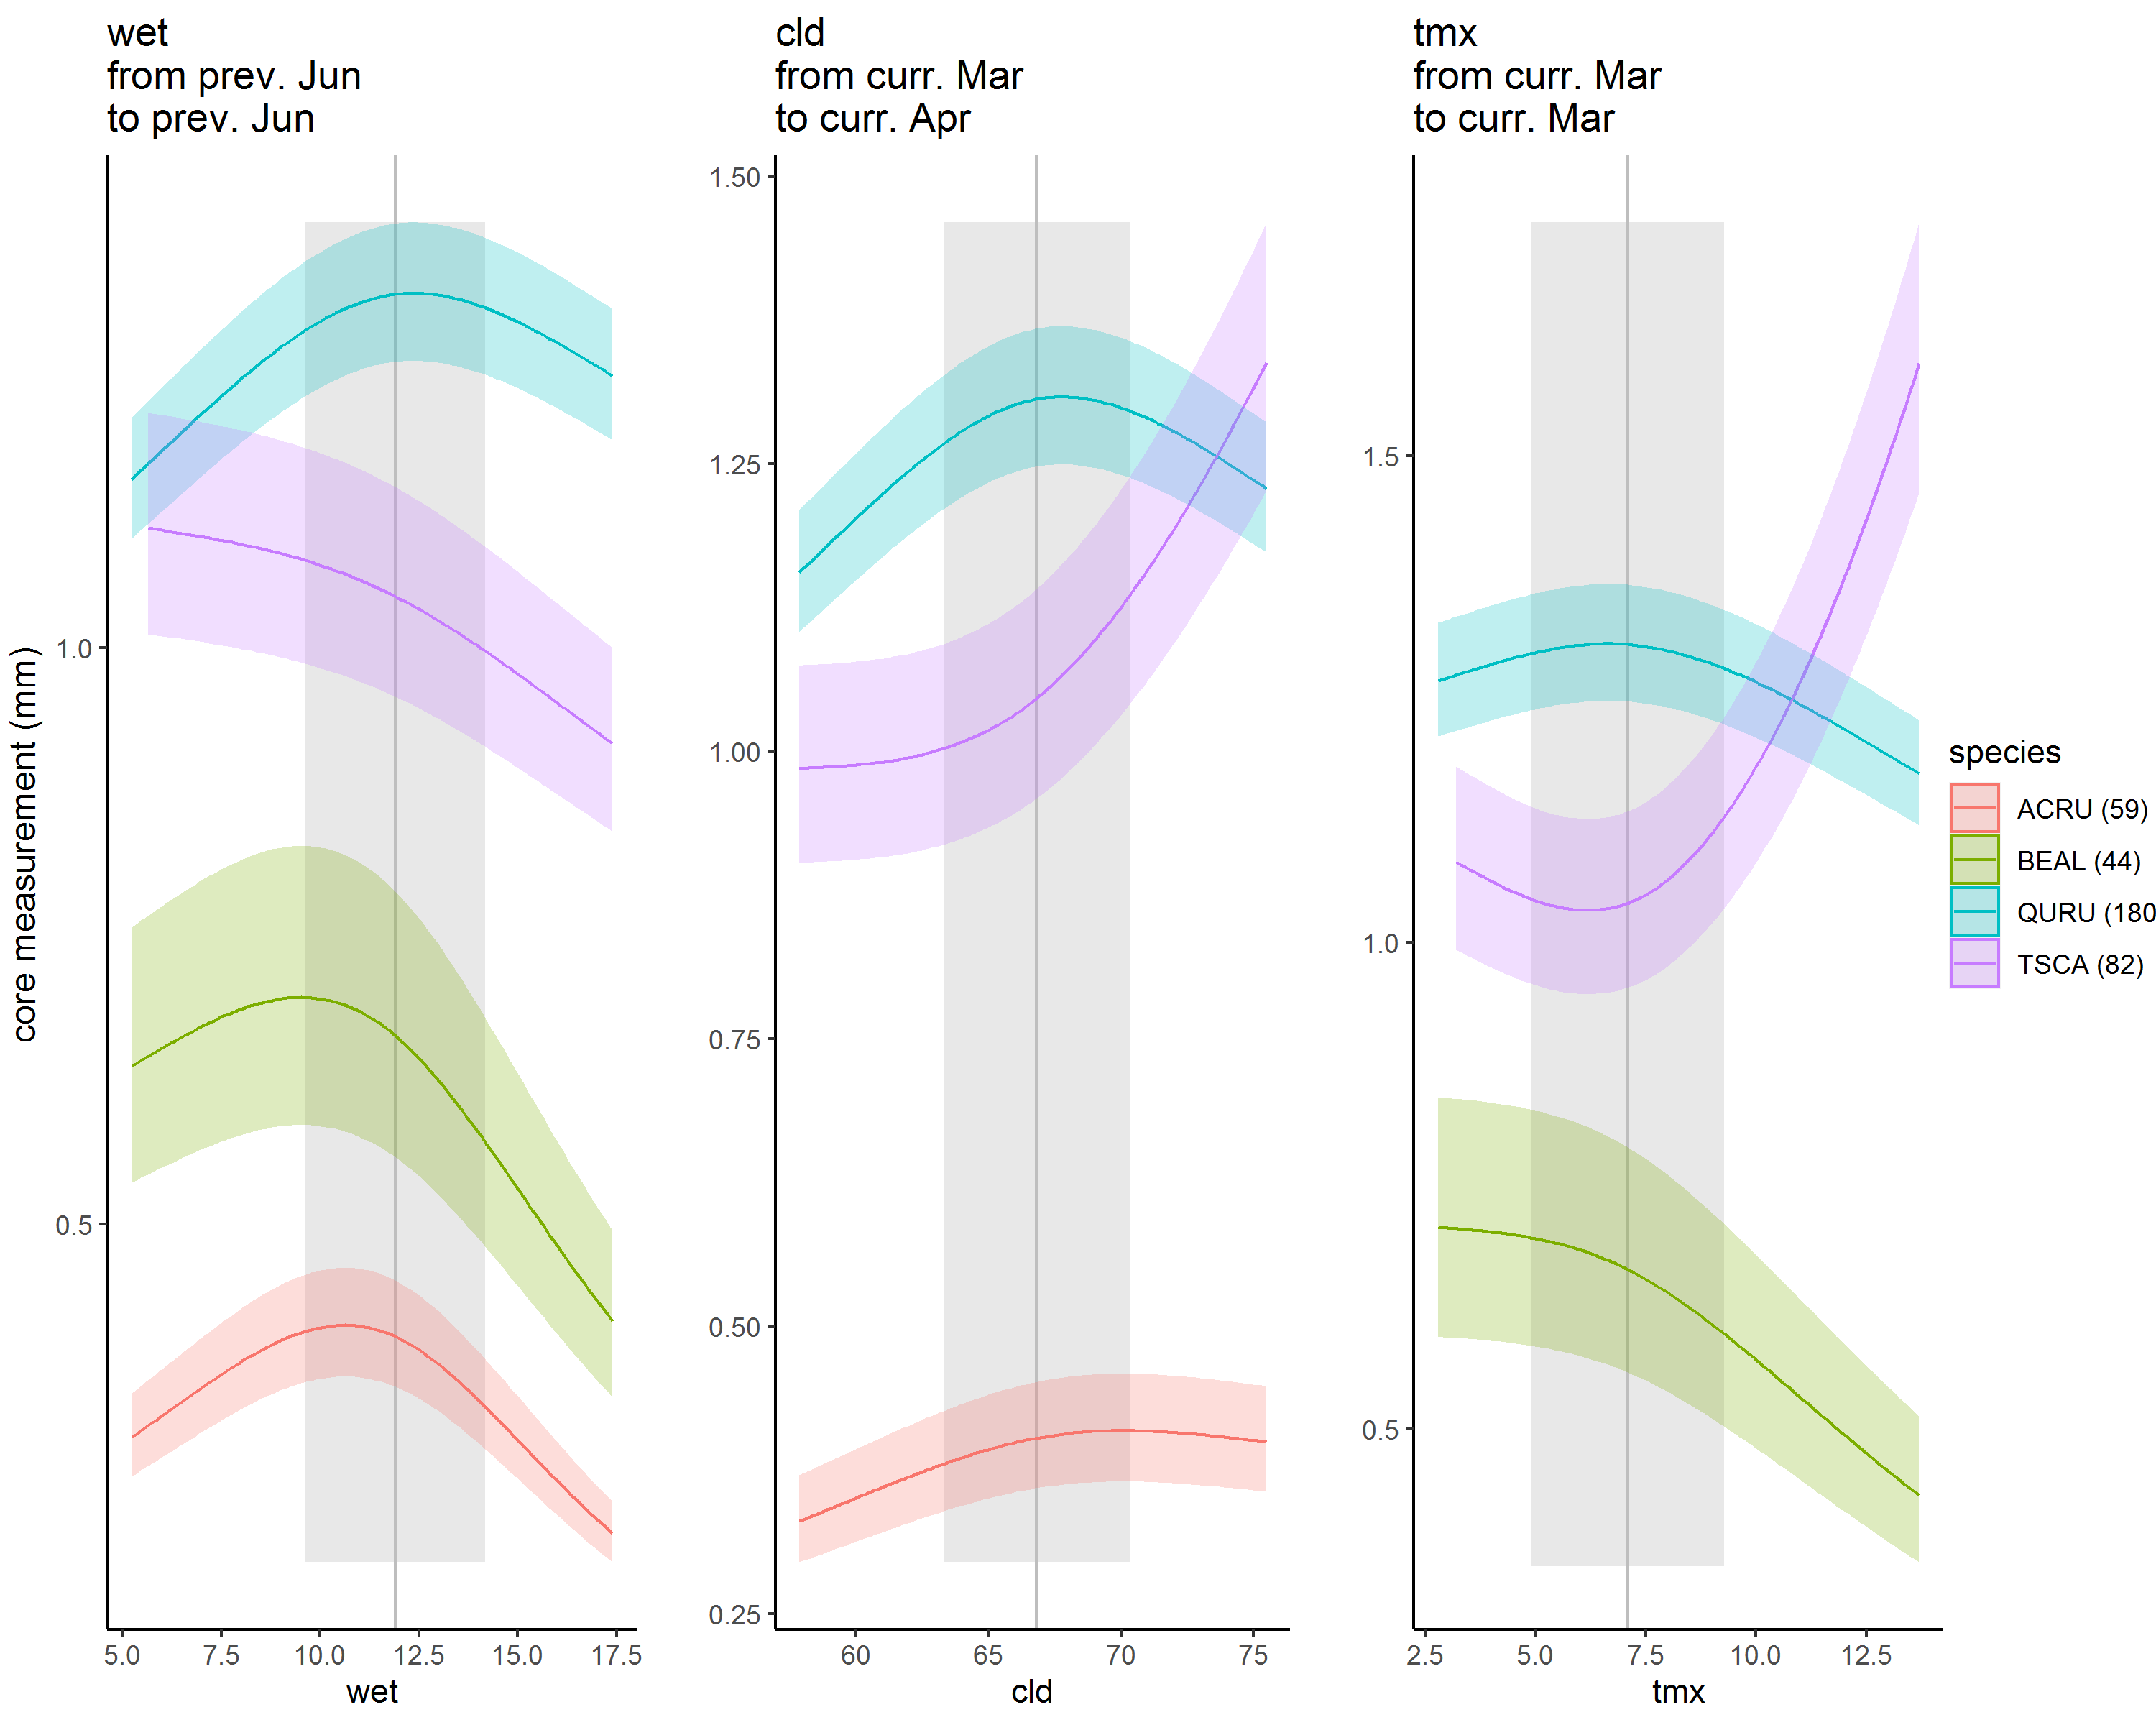 wet
from prev. Jun
to prev. Jun
cld
from curr. Mar
to curr. Apr
tmx
from curr. Mar
to curr. Mar
core measurement (mm)
1.0
0.5
5.0 7.5 10.0 12.5 15.0 17.5
wet
1.50
1.25
1.00
0.75
0.50
0.25
60 65 70 75
cld
1.5
1.0
0.5
2.5 5.0 7.5 10.0 12.5
tmx
species
ACRU (59)
BEAL (44)
QURU (180
TSCA (82)